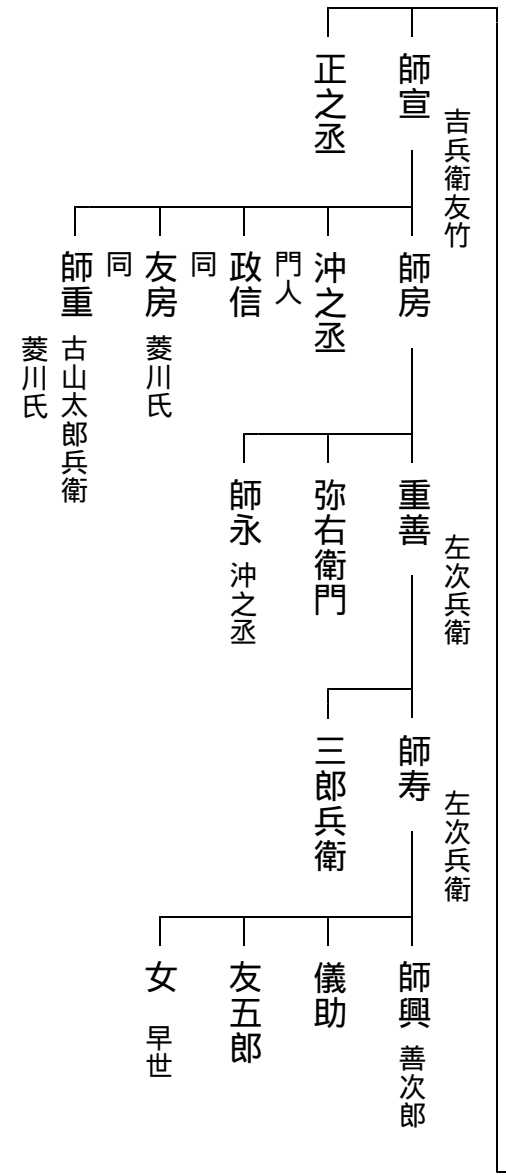 吉兵衛友竹
師宣
正之丞
師房
沖之丞
門人
政信
同
友房
菱川氏
同
師重
古山太郎兵衛
菱川氏
左次兵衛
重善
弥右衛門
師永
沖之丞
左次兵衛
師寿
三郎兵衛
師興
善次郎
儀助
友五郎
女
早世